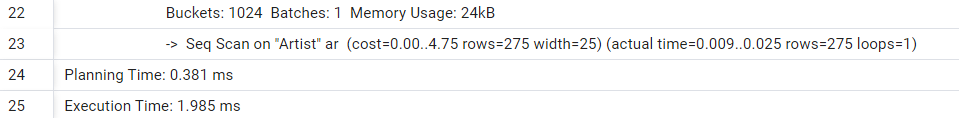 22 Buckets: 1024 Batches: 1 Memory Usage: 24kB
23 -> Seq Scan on "Artist" ar (cost=0.00..4.75 rows=275 width=25) (actual time=0.009..0.025 rows=275 loops=1)
24 Planning Time: 0.381 ms
25 Execution Time: 1.985 ms